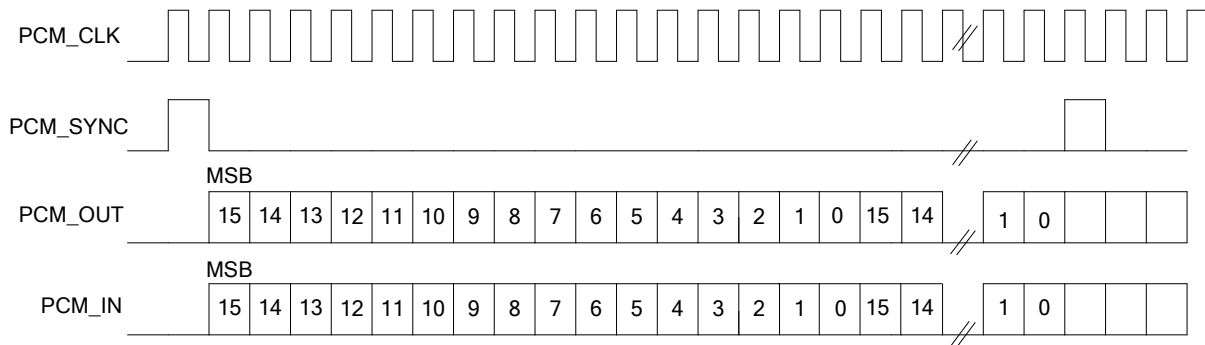 PCM_CLK
PCM_SYNC
MSB
PCM_OUT 15 14 13 12 11 10 9 8 7 6 5 4 3 2 1 0 15 14 1 0
MSB
PCM_IN 15 14 13 12 11 10 9 8 7 6 5 4 3 2 1 0 15 14 1 0